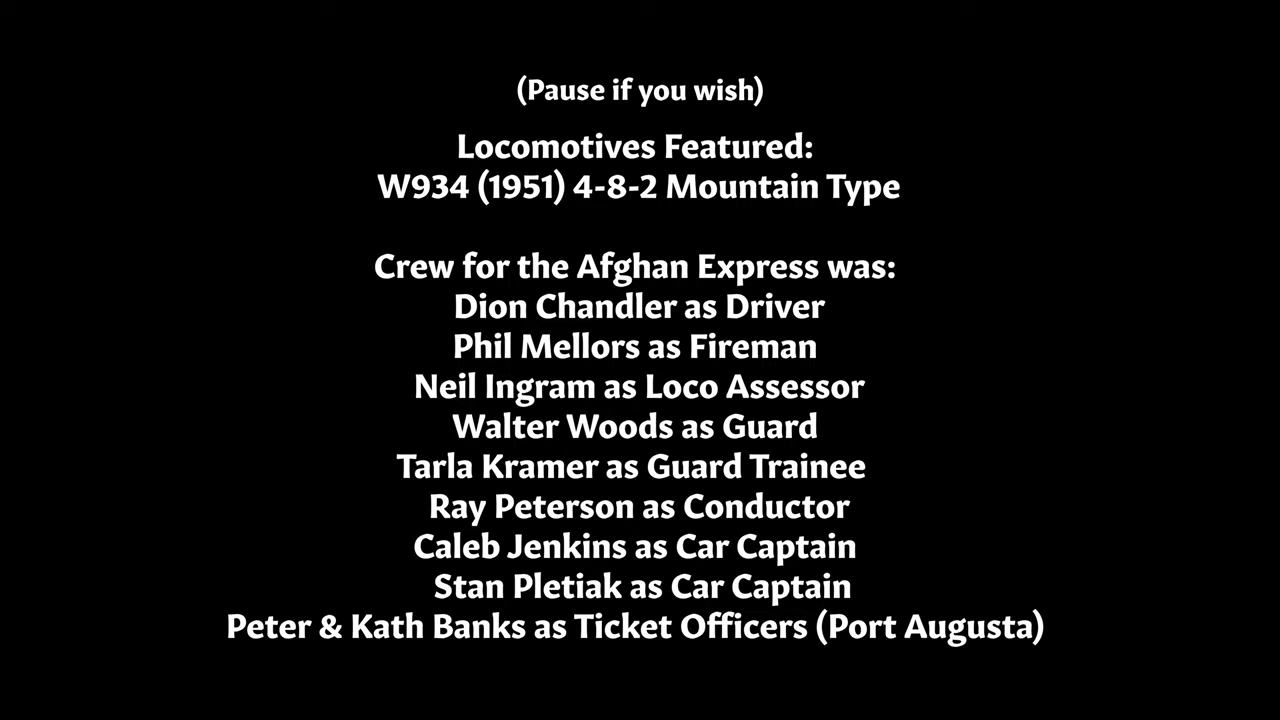 (Pause if you wish)
Locomotives Featured:
W934 (1951) 4-8-2 Mountain Type
Crew for the Afghan Express was:
Dion Chandler as Driver
Phil Mellors as Fireman
Neil Ingram as Loco Assessor
Walter Woods as Guard
Tarla Kramer as Guard Trainee
Ray Peterson as Conductor
Caleb Jenkins as Car Captain
Stan Pletiak as Car Captain
Peter & Kath Banks as Ticket Officers (Port Augusta)